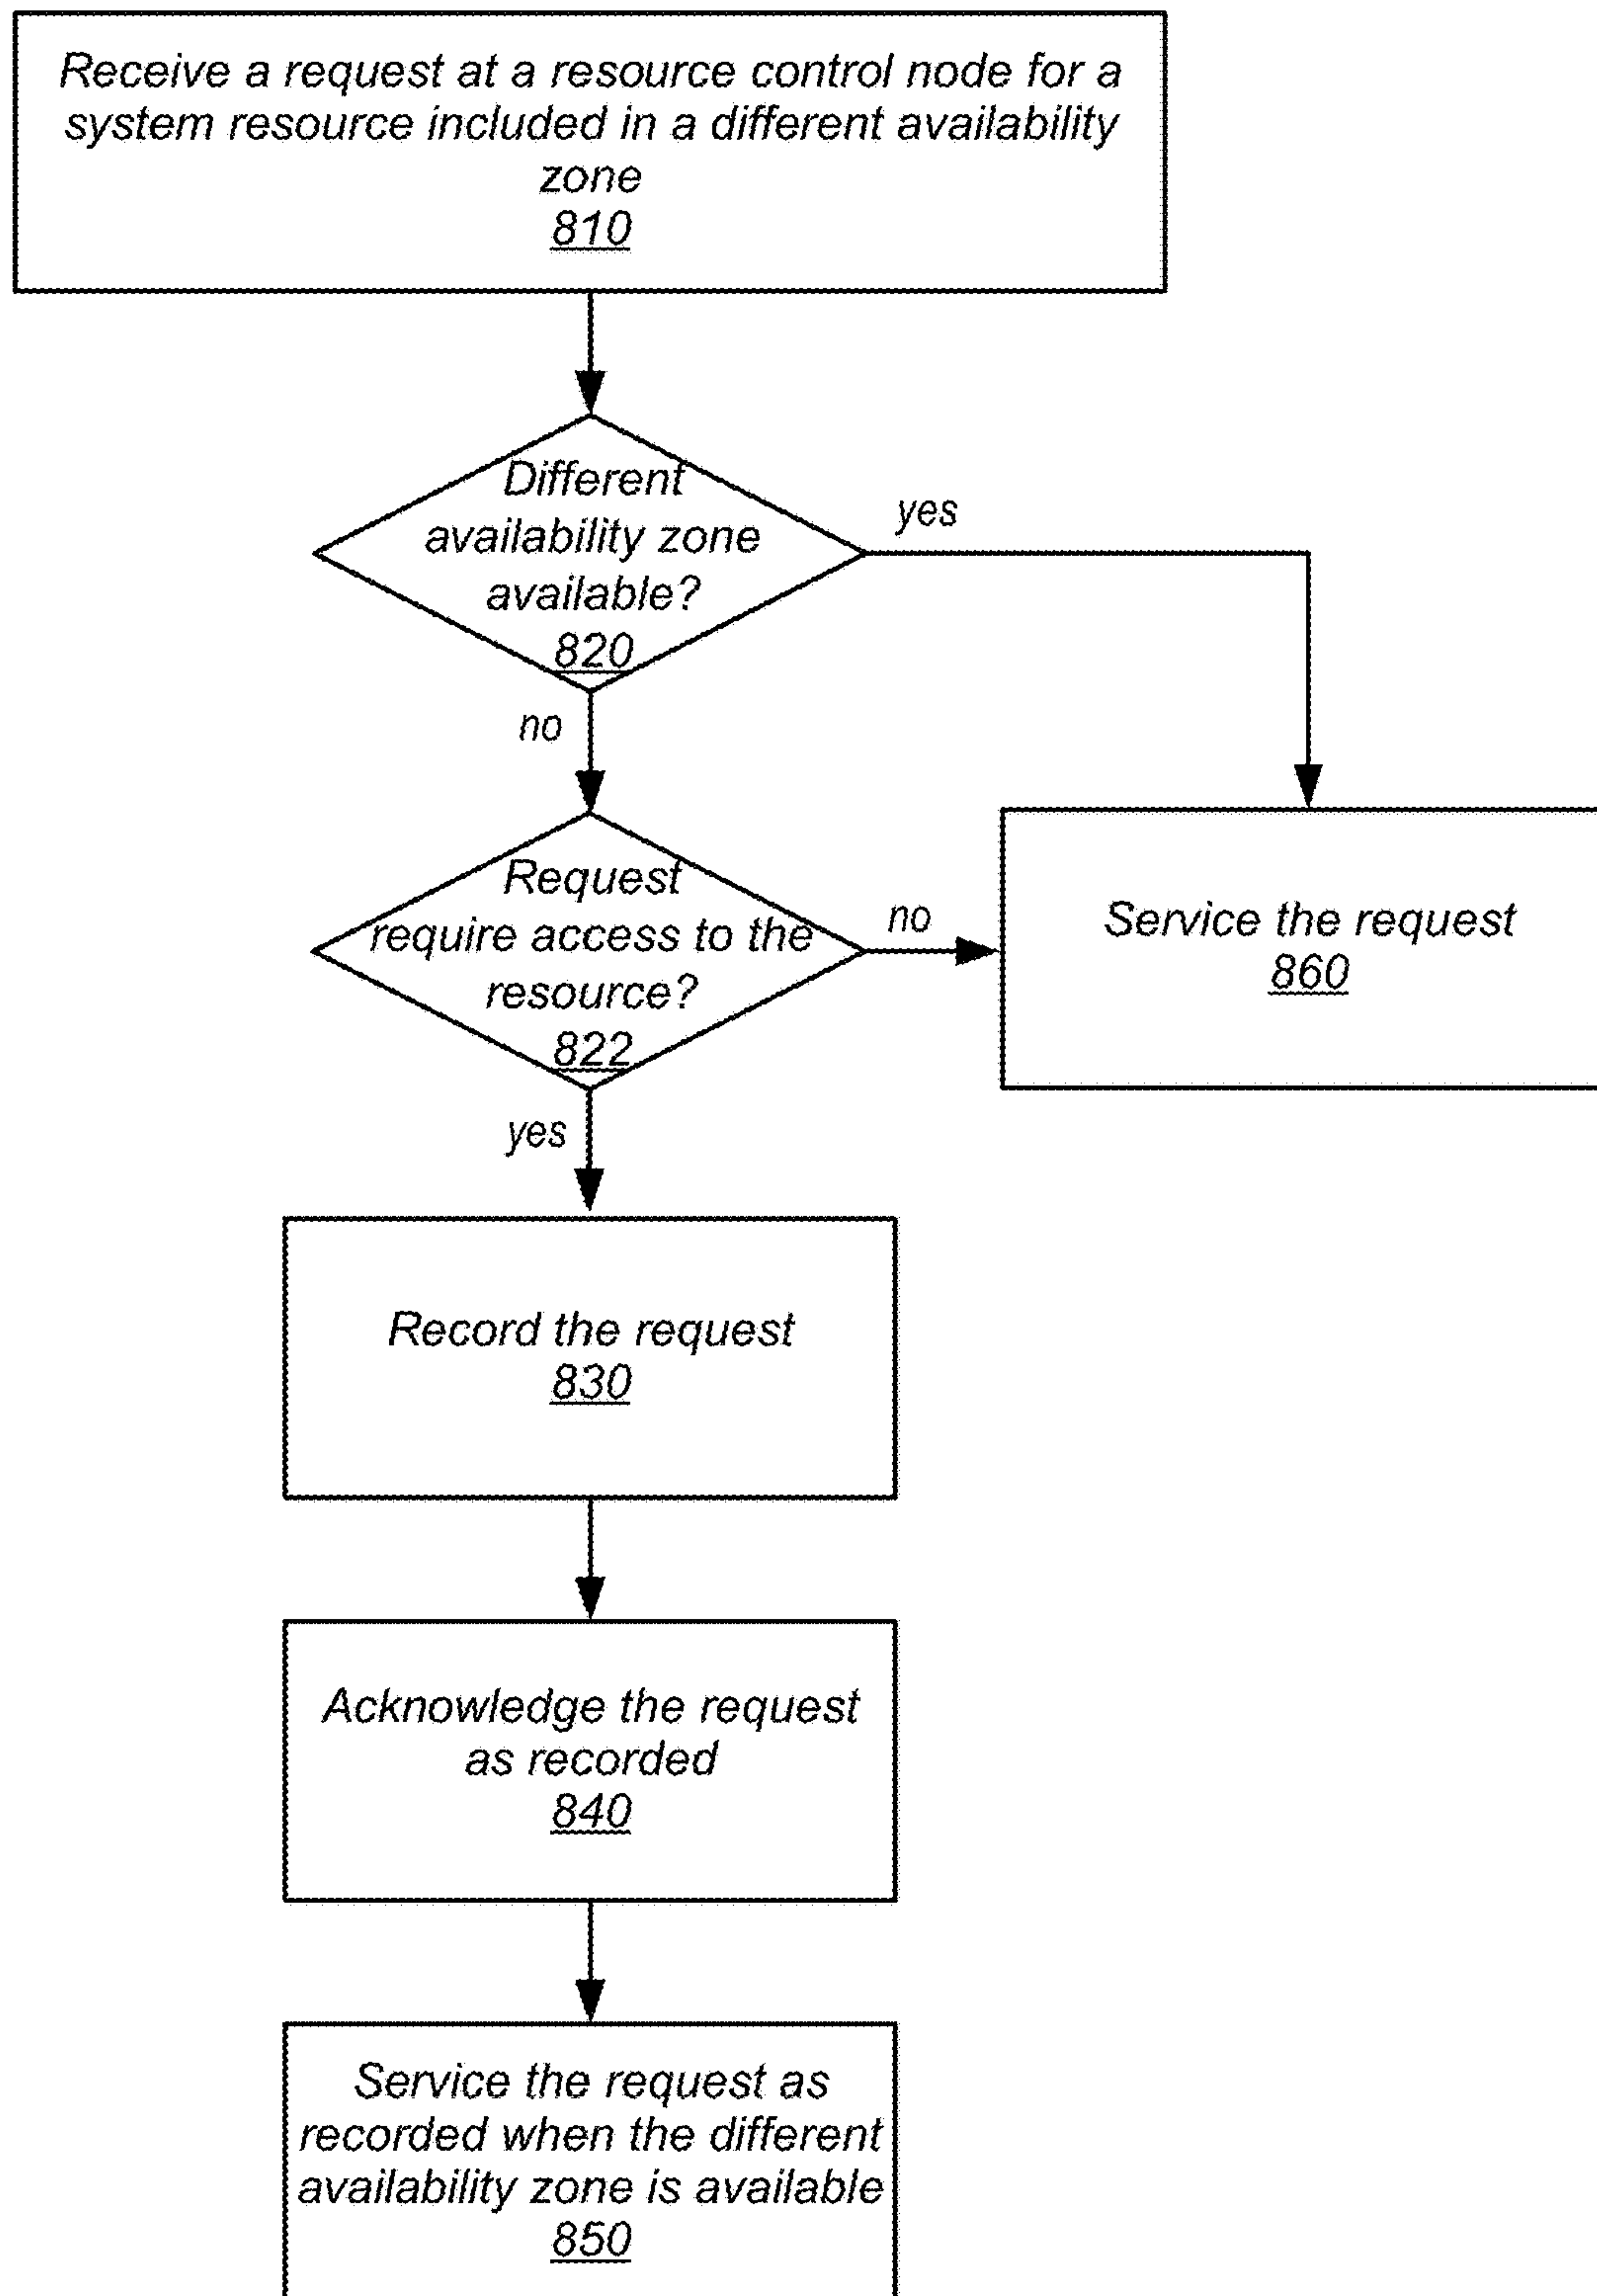 Receive a request at a resource control node for a
system resource included in a different availability
zone
810
Different
availability zone
available?
820
yes
no
Request
require access to the
resource?
822
no
yes
Service the request
860
Record the request
830
Acknowledge the request
as recorded
840
Service the request as
recorded when the different
availability zone is available
850